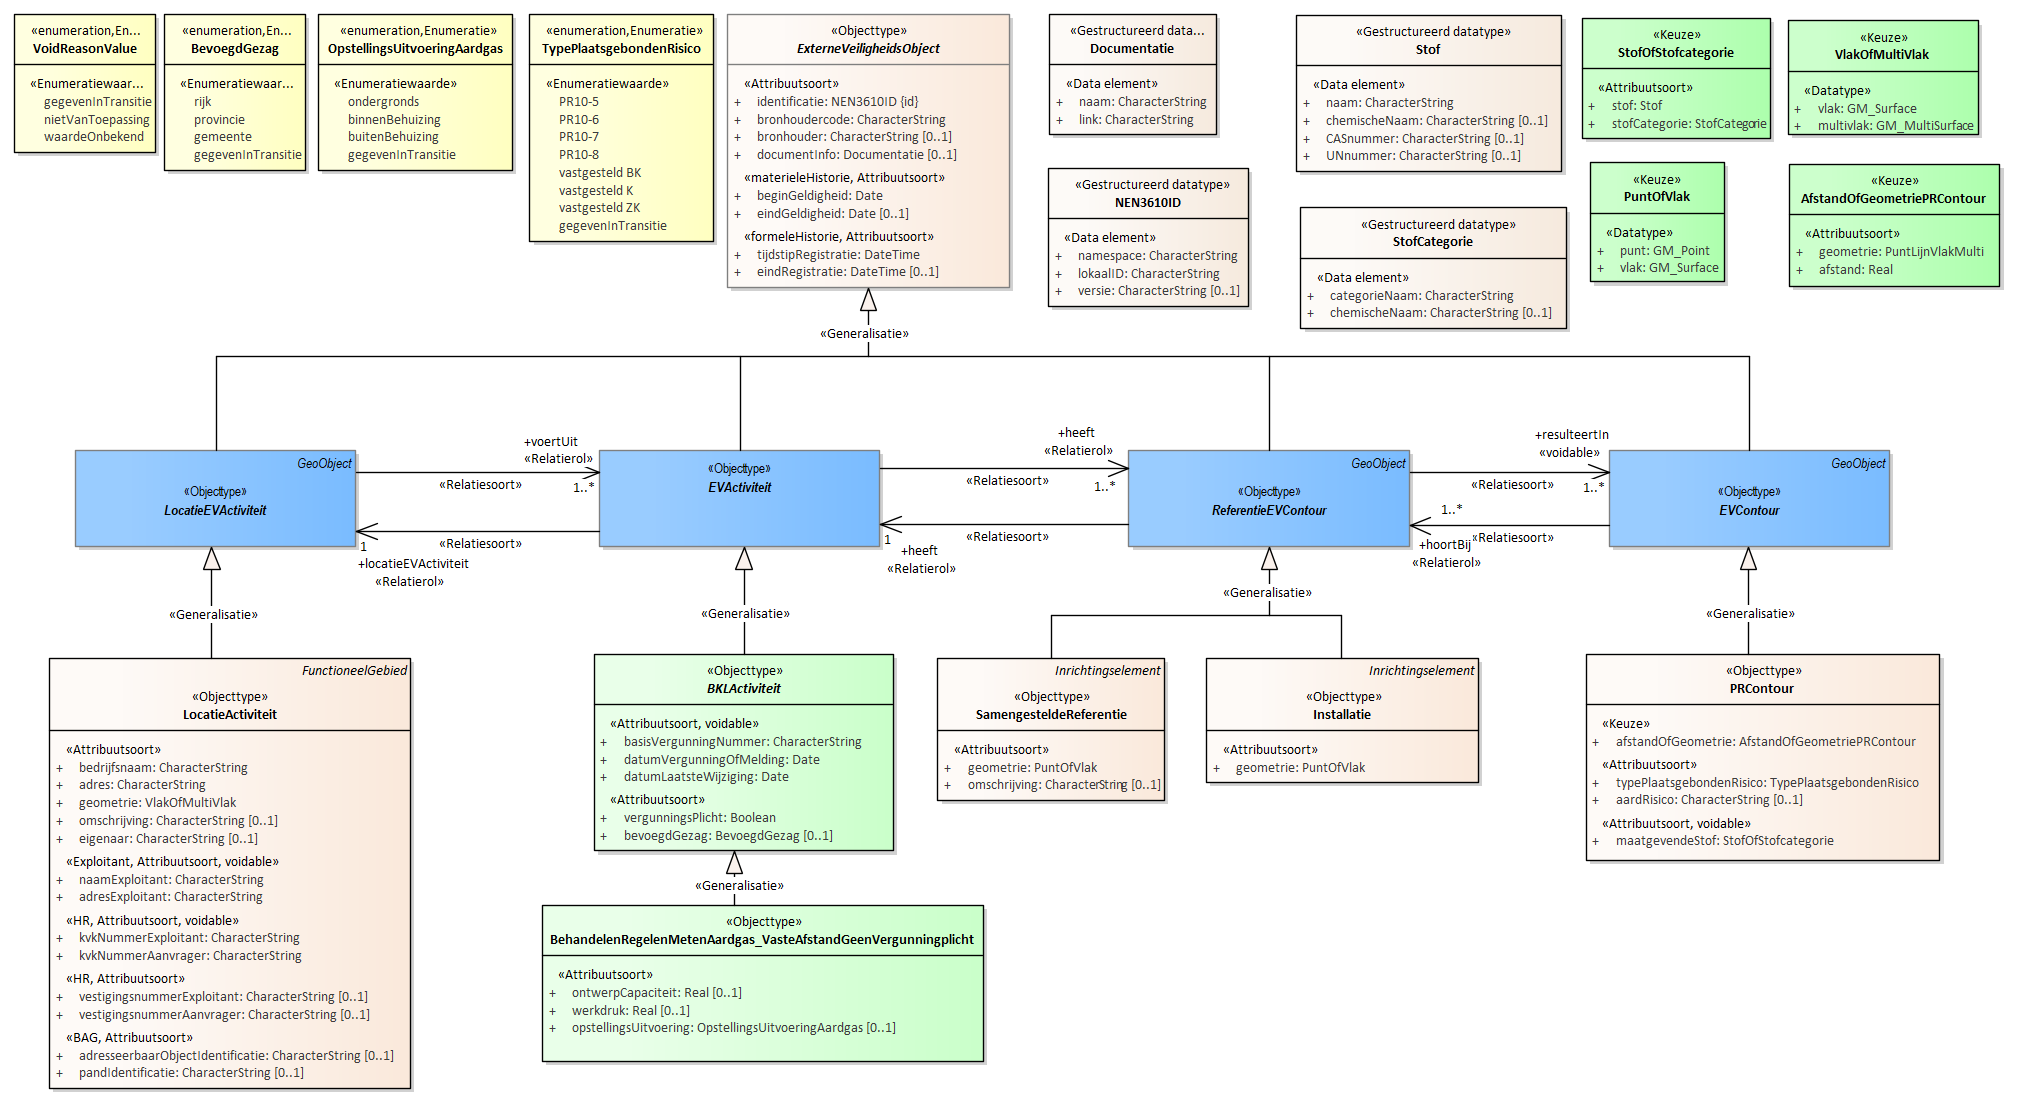 «enumeration,En...
VoidReasonValue
«Enumeratiewaar...
gegevenInTransitie
nietVanToepassing
waardeOnbekend
«enumeration,En...
BevoegdGezag
«Enumeratiewaar...
rijk
provincie
gemeente
gegevenInTransitie
«enumeration,Enumeratie»
OpstellingsUitvoeringAardgas
«Enumeratiewaarde»
ondergronds
binnenBehuizing
buitenBehuizing
gegevenInTransitie
«enumeration,Enumeratie»
TypePlaatsgebondenRisico
«Enumeratiewaarde»
PR10-5
PR10-6
PR10-7
PR10-8
vastgesteld BK
vastgesteld K
vastgesteld ZK
gegevenInTransitie
«Objecttype»
ExterneVeiligheidsObject
«Attribuutsoort»
+ identificatie: NEN3610ID {id}
+ bronhoudercode: CharacterString
+ bronhouder: CharacterString [0..1]
+ documentInfo: Documentatie [0..1]
«materieleHistorie, Attribuutsoort»
+ beginGeldigheid: Date
+ eindGeldigheid: Date [0..1]
«formeleHistorie, Attribuutsoort»
+ tijdstipRegistratie: DateTime
+ eindRegistratie: DateTime [0..1]
«Gestructureerd data...
Documentatie
«Data element»
+ naam: CharacterString
+ link: CharacterString
«Gestructureerd datatype»
NEN3610ID
«Data element»
+ namespace: CharacterString
+ lokaalID: CharacterString
+ versie: CharacterString [0..1]
«Gestructureerd datatype»
Stof
«Data element»
+ naam: CharacterString
+ chemischeNaam: CharacterString [0..1]
+ CASnummer: CharacterString [0..1]
+ UNnummer: CharacterString [0..1]
«Gestructureerd datatype»
StofCategorie
«Data element»
+ categorieNaam: CharacterString
+ chemischeNaam: CharacterString [0..1]
«Keuze»
StofOfStofcategorie
«Attribuutsoort»
+ stof: Stof
+ stofCategorie: StofCategorie
«Keuze»
VlakOfMultiVlak
«Datatype»
+ vlak: GM_Surface
+ multivlak: GM_MultiSurface
«Keuze»
PuntOfVlak
«Datatype»
+ punt: GM_Point
+ vlak: GM_Surface
«Keuze»
AfstandOfGeometriePRContour
«Attribuutsoort»
+ geometrie: PuntLijnVlakMulti
+ afstand: Real
«Generalisatie»
GeoObject
«Objecttype»
LocatieEVActiviteit
+voertUit
«Relatierol»
«Relatiesoort»
1..*
«Relatiesoort»
1
+locatieEVActiviteit
«Relatierol»
«Objecttype»
EVActiviteit
+heeft
«Relatierol»
«Relatiesoort»
1..*
«Relatiesoort»
1
+heeft
«Relatierol»
GeoObject
«Objecttype»
ReferentieEVContour
+resulteertIn
«voidable»
«Relatiesoort»
1..*
1..*
«Relatiesoort»
+hoortBij
«Relatierol»
GeoObject
«Objecttype»
EVContour
«Generalisatie»
«Generalisatie»
«Generalisatie»
«Generalisatie»
FunctioneelGebied
«Objecttype»
LocatieActiviteit
«Attribuutsoort»
+ bedrijfsnaam: CharacterString
+ adres: CharacterString
+ geometrie: VlakOfMultiVlak
+ omschrijving: CharacterString [0..1]
+ eigenaar: CharacterString [0..1]
«Exploitant, Attribuutsoort, voidable»
+ naamExploitant: CharacterString
+ adresExploitant: CharacterString
«HR, Attribuutsoort, voidable»
+ kvkNummerExploitant: CharacterString
+ kvkNummerAanvrager: CharacterString
«HR, Attribuutsoort»
+ vestigingsnummerExploitant: CharacterString [0..1]
+ vestigingsnummerAanvrager: CharacterString [0..1]
«BAG, Attribuutsoort»
+ adresseerbaarObjectIdentificatie: CharacterString [0..1]
+ pandIdentificatie: CharacterString [0..1]
«Objecttype»
BKLActiviteit
«Attribuutsoort, voidable»
+ basisVergunningNummer: CharacterString
+ datumVergunningOfMelding: Date
+ datumLaatsteWijziging: Date
«Attribuutsoort»
+ vergunningsPlicht: Boolean
+ bevoegdGezag: BevoegdGezag [0..1]
«Generalisatie»
«Objecttype»
BehandelenRegelenMetenAardgas_VasteAfstandGeenVergunningplicht
«Attribuutsoort»
+ ontwerpCapaciteit: Real [0..1]
+ werkdruk: Real [0..1]
+ opstellingsUitvoering: OpstellingsUitvoeringAardgas [0..1]
Inrichtingselement
«Objecttype»
SamengesteldeReferentie
«Attribuutsoort»
+ geometrie: PuntOfVlak
+ omschrijving: CharacterString [0..1]
Inrichtingselement
«Objecttype»
Installatie
«Attribuutsoort»
+ geometrie: PuntOfVlak
«Objecttype»
PRContour
«Keuze»
+ afstandOfGeometrie: AfstandOfGeometriePRContour
«Attribuutsoort»
+ typePlaatsgebondenRisico: TypePlaatsgebondenRisico
+ aardRisico: CharacterString [0..1]
«Attribuutsoort, voidable»
+ maatgevendeStof: StofOfStofcategorie